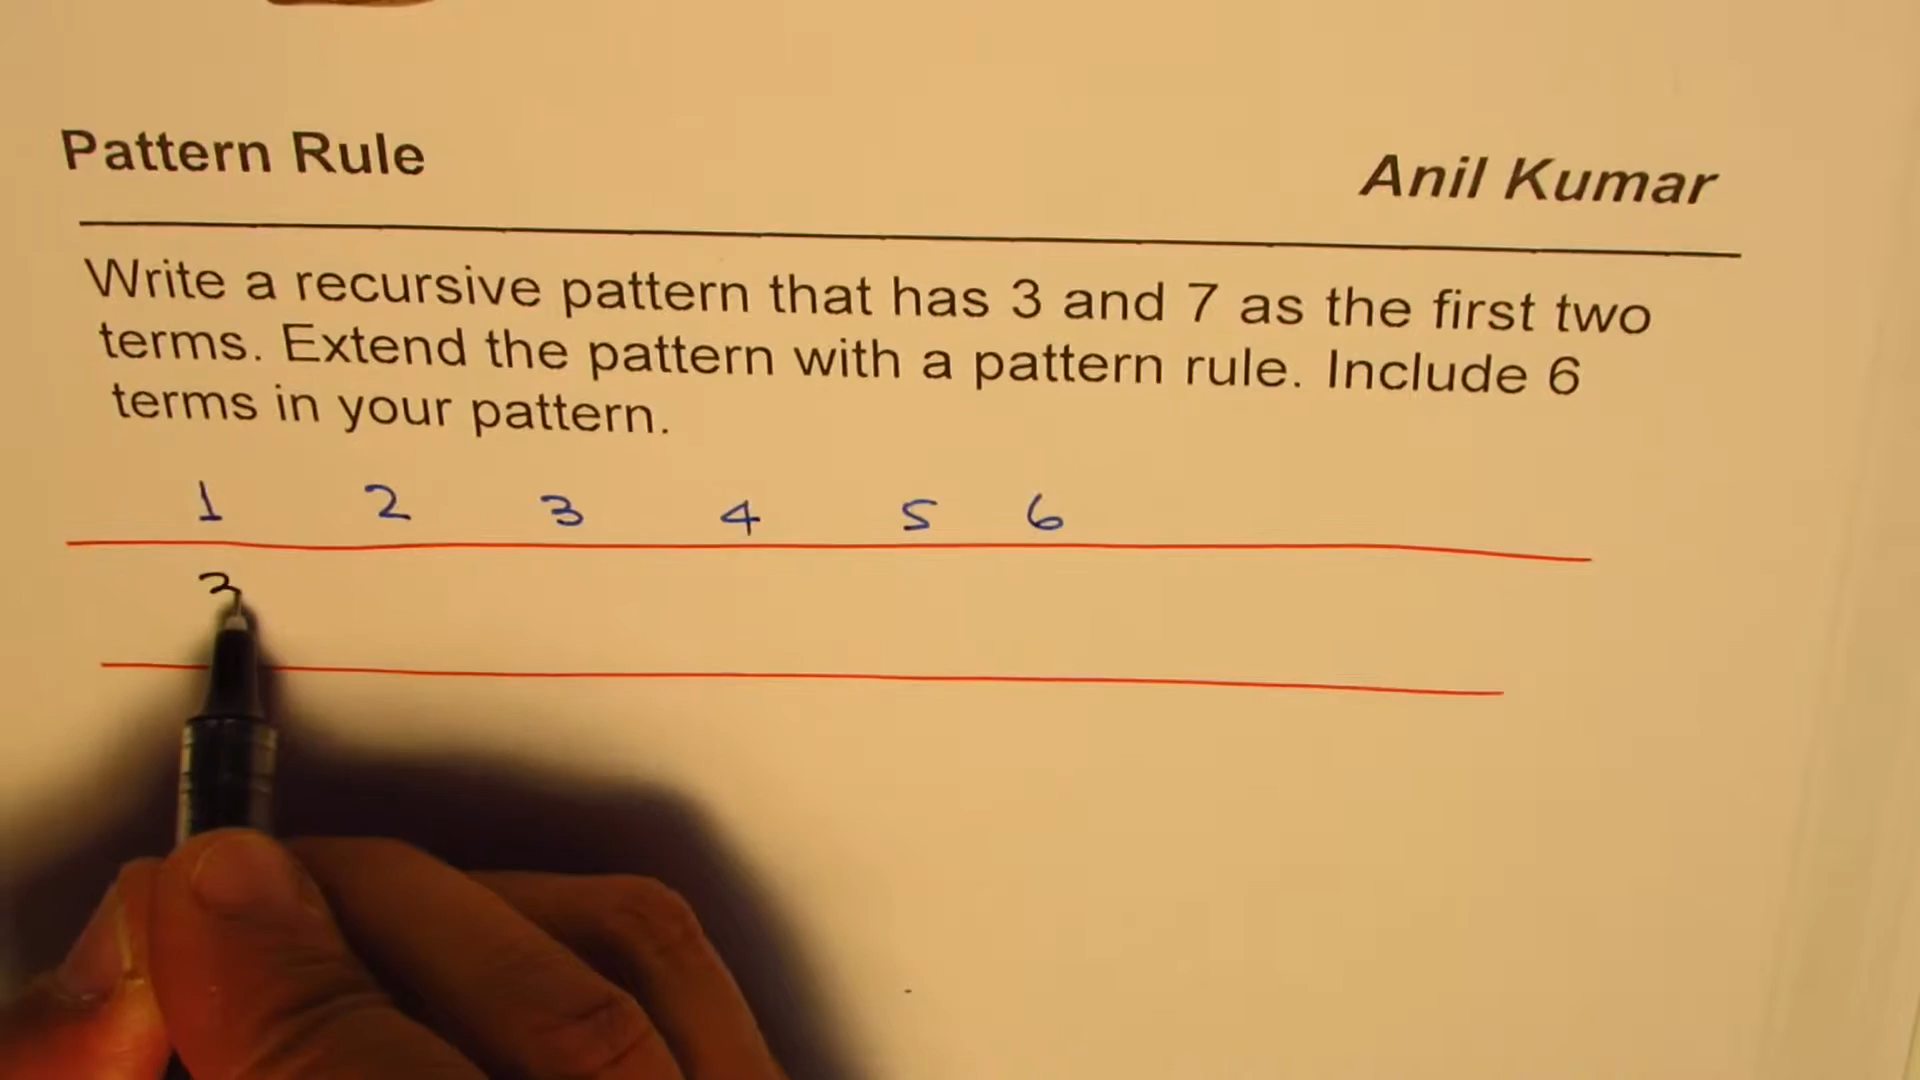 Pattern Rule
Anil Kumar
Write a recursive pattern that has 3 and 7 as the first two
terms. Extend the pattern with a pattern rule. Include 6
terms in your pattern.
1 2 3 4 5 6
3